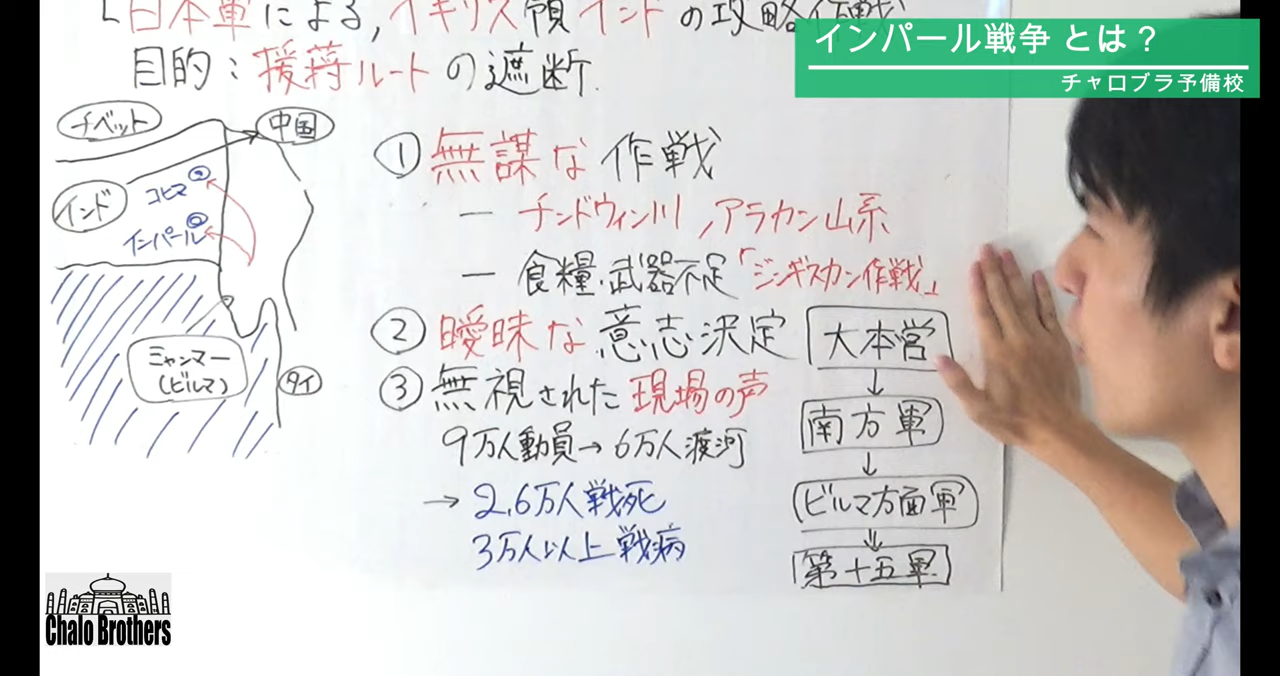 インパール戦争 とは？
チャロブラ予備校
日本軍による,イギリス領インドの攻略作戦
目的：援蒋ルートの遮断.
チベット
中国
インド
コヒマ
インパール
ミャンマー
(ビルマ)
タイ
① 無謀な作戦
ー チンドウィン川,アラカン山系
ー 食糧.武器不足「ジンギスカン作戦」
② 曖昧な意志決定
③ 無視された現場の声
9万人動員→6万人渡河
→ 2.6万人戦死
3万人以上戦病
大本営
↓
南方軍
↓
ビルマ方面軍
↓
第十五軍
Chalo Brothers